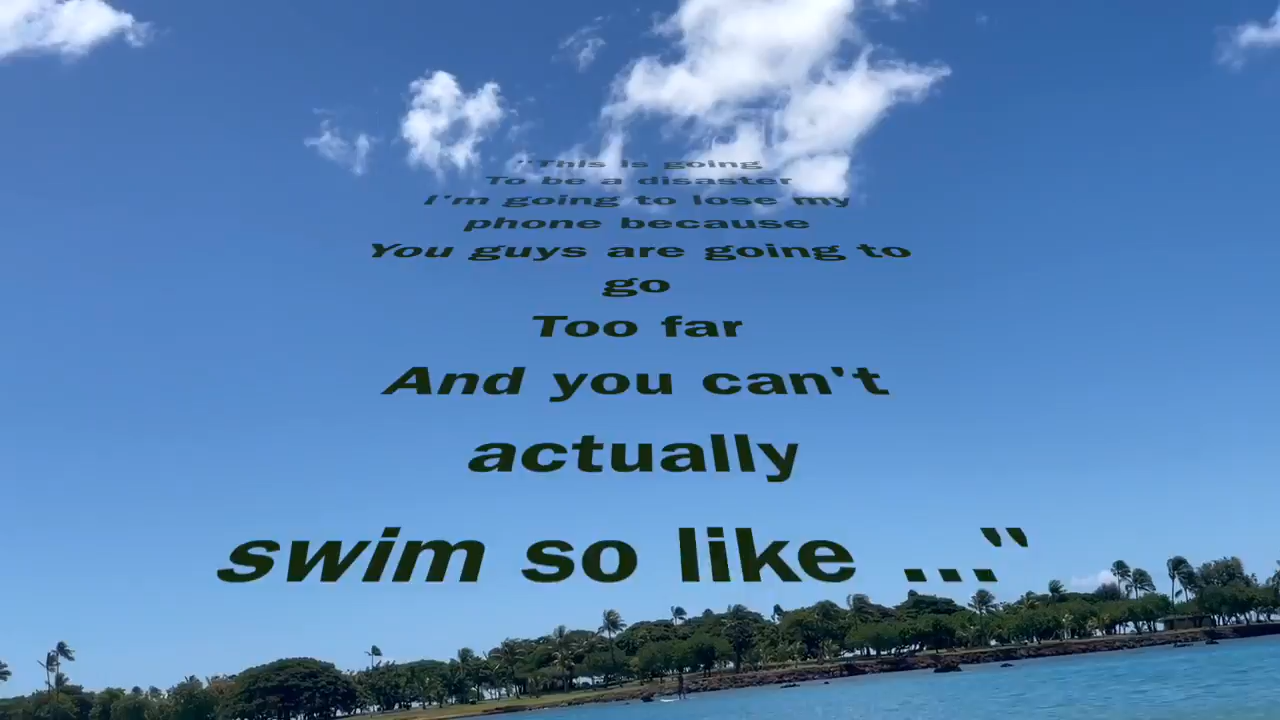 "This is going
To be a disaster
I'm going to lose my
phone because
You guys are going to
go
Too far
And you can't
actually
swim so like ..."